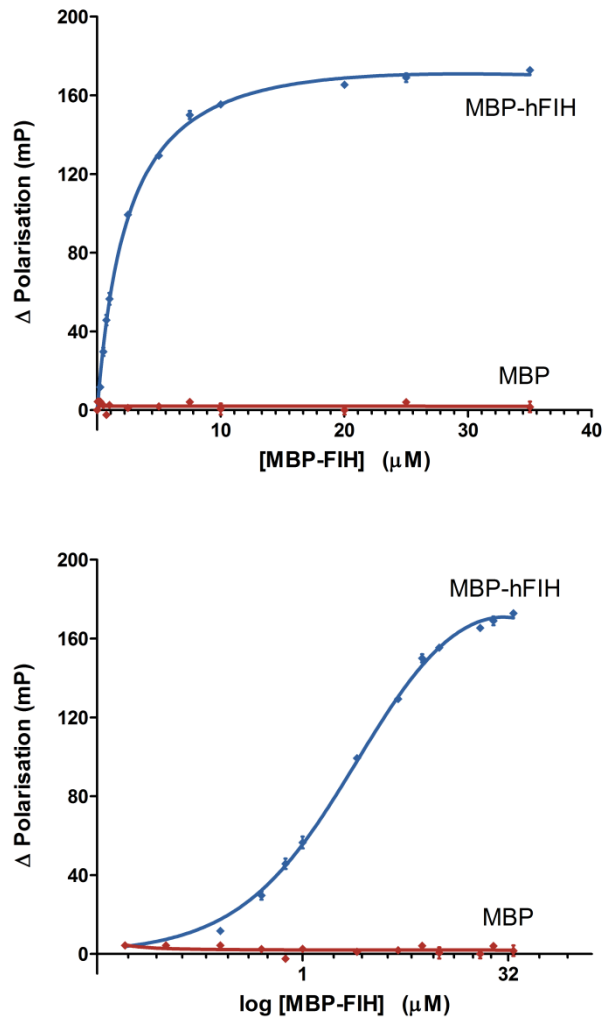 200
160
120
80
40
0
Δ Polarisation (mP)
MBP-hFIH
MBP
10
20
30
40
[MBP-FIH] (μM)
200
160
120
80
40
0
Δ Polarisation (mP)
MBP-hFIH
MBP
1
32
log [MBP-FIH] (μM)